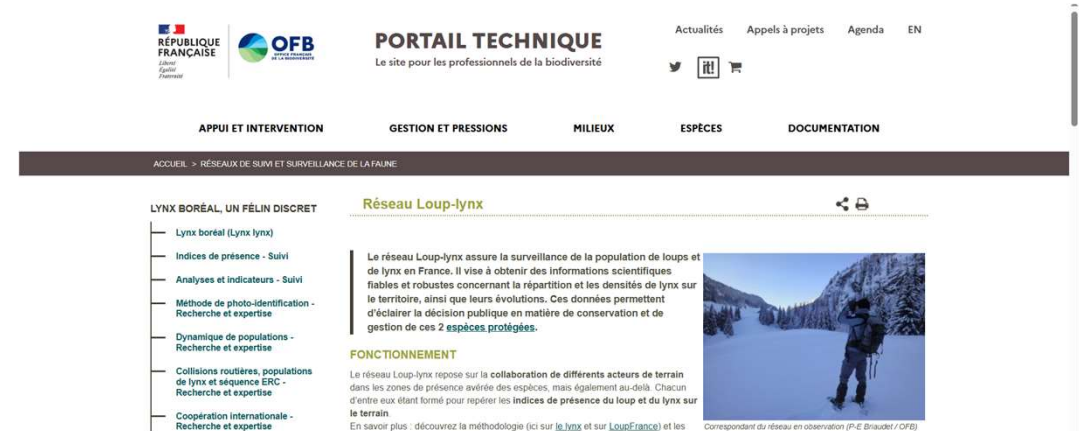 RÉPUBLIQUE
FRANÇAISE
Liberté
Égalité
Fraternité
OFB
OFFICE FRANÇAIS
DE LA BIODIVERSITÉ
PORTAIL TECHNIQUE
Le site pour les professionnels de la biodiversité
Actualités Appels à projets Agenda EN
it!
APPUI ET INTERVENTION GESTION ET PRESSIONS MILIEUX ESPÈCES DOCUMENTATION
ACCUEIL > RÉSEAUX DE SUIVI ET SURVEILLANCE DE LA FAUNE
LYNX BORÉAL, UN FÉLIN DISCRET
Lynx boréal (Lynx lynx)
Indices de présence - Suivi
Analyses et indicateurs - Suivi
Méthode de photo-identification -
Recherche et expertise
Dynamique de populations -
Recherche et expertise
Collisions routières, populations
de lynx et séquence ERC -
Recherche et expertise
Coopération internationale -
Recherche et expertise
Réseau Loup-lynx
Le réseau Loup-lynx assure la surveillance de la population de loups et
de lynx en France. Il vise à obtenir des informations scientifiques
fiables et robustes concernant la répartition et les densités de lynx sur
le territoire, ainsi que leurs évolutions. Ces données permettent
d'éclairer la décision publique en matière de conservation et de
gestion de ces 2 espèces protégées.
FONCTIONNEMENT
Le réseau Loup-lynx repose sur la collaboration de différents acteurs de terrain
dans les zones de présence avérée des espèces, mais également au-delà. Chacun
d'entre eux étant formé pour repérer les indices de présence du loup et du lynx sur
le terrain.
En savoir plus : découvrez la méthodologie (ici sur le lynx et sur LoupFrance) et les
Correspondant du réseau en observation (P-E Briaudet / OFB)